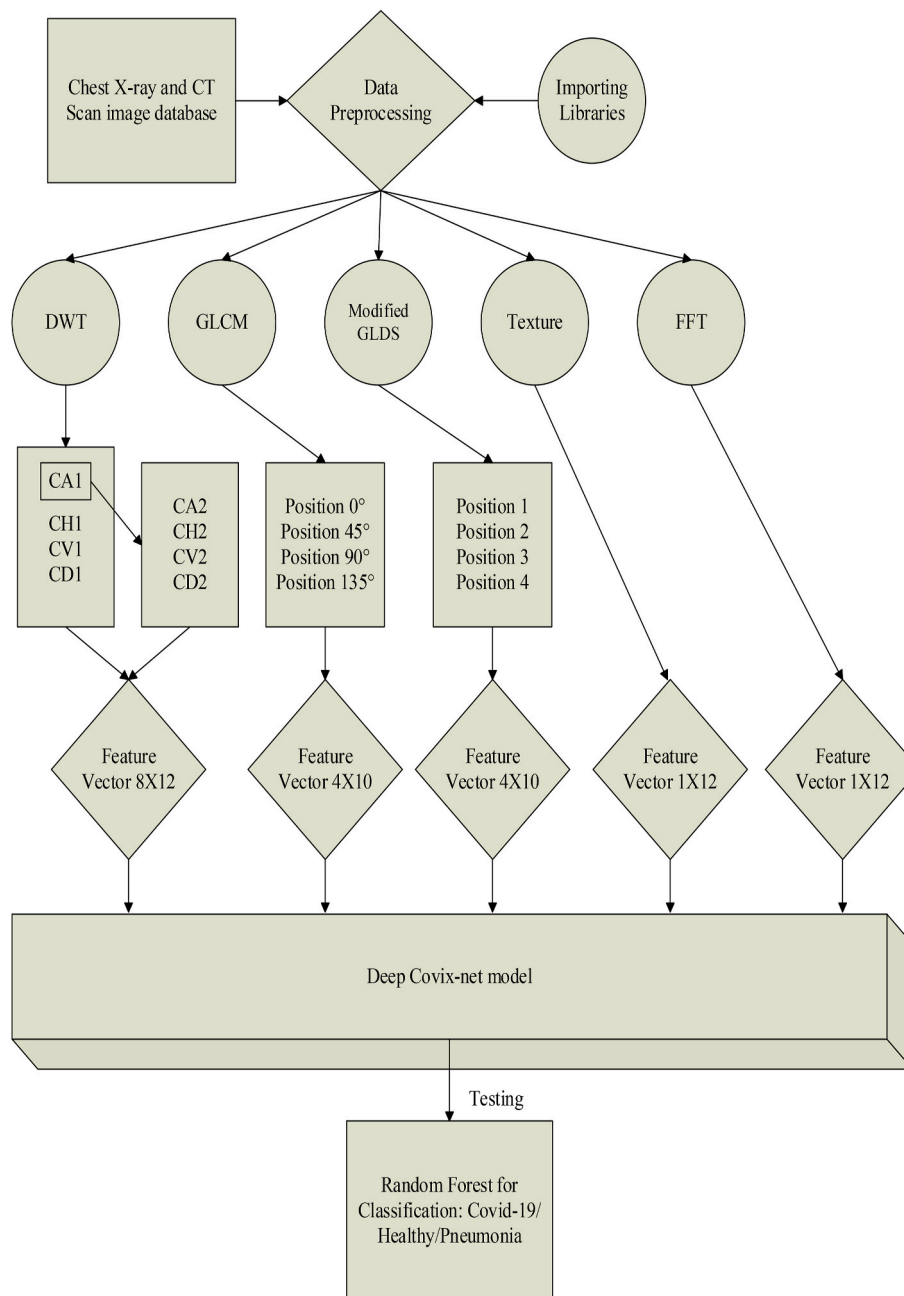 Chest X-ray and CT
Scan image database
Data
Preprocessing
Importing
Libraries
DWT
GLCM
Modified
GLDS
Texture
FFT
CA1
CH1
CV1
CD1
CA2
CH2
CV2
CD2
Position 0°
Position 45°
Position 90°
Position 135°
Position 1
Position 2
Position 3
Position 4
Feature
Vector 8X12
Feature
Vector 4X10
Feature
Vector 4X10
Feature
Vector 1X12
Feature
Vector 1X12
Deep Covix-net model
Testing
Random Forest for
Classification: Covid-19/
Healthy/Pneumonia